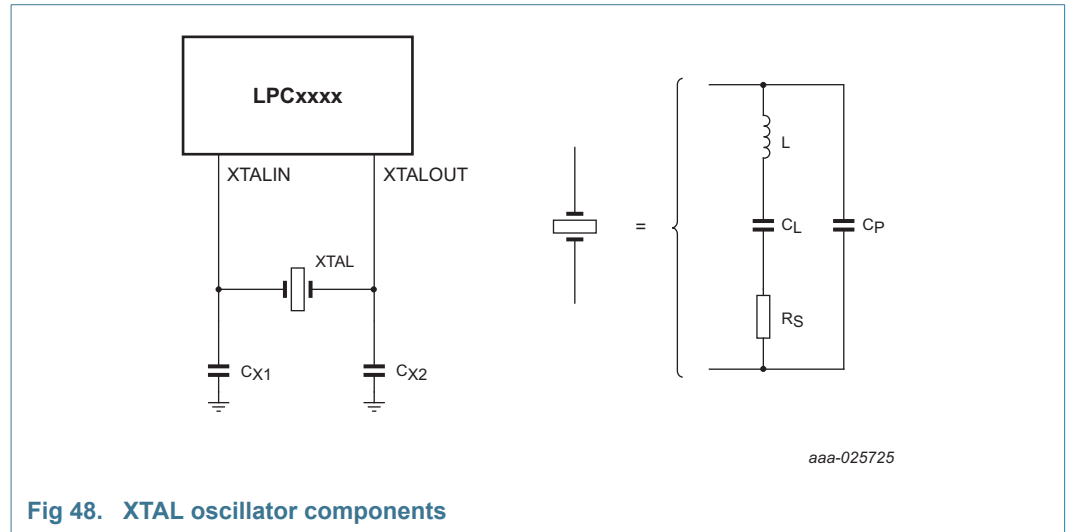 LPCxxxx
XTALIN
XTALOUT
XTAL
CX1
CX2
=
L
CL
CP
RS
aaa-025725
Fig 48. XTAL oscillator components